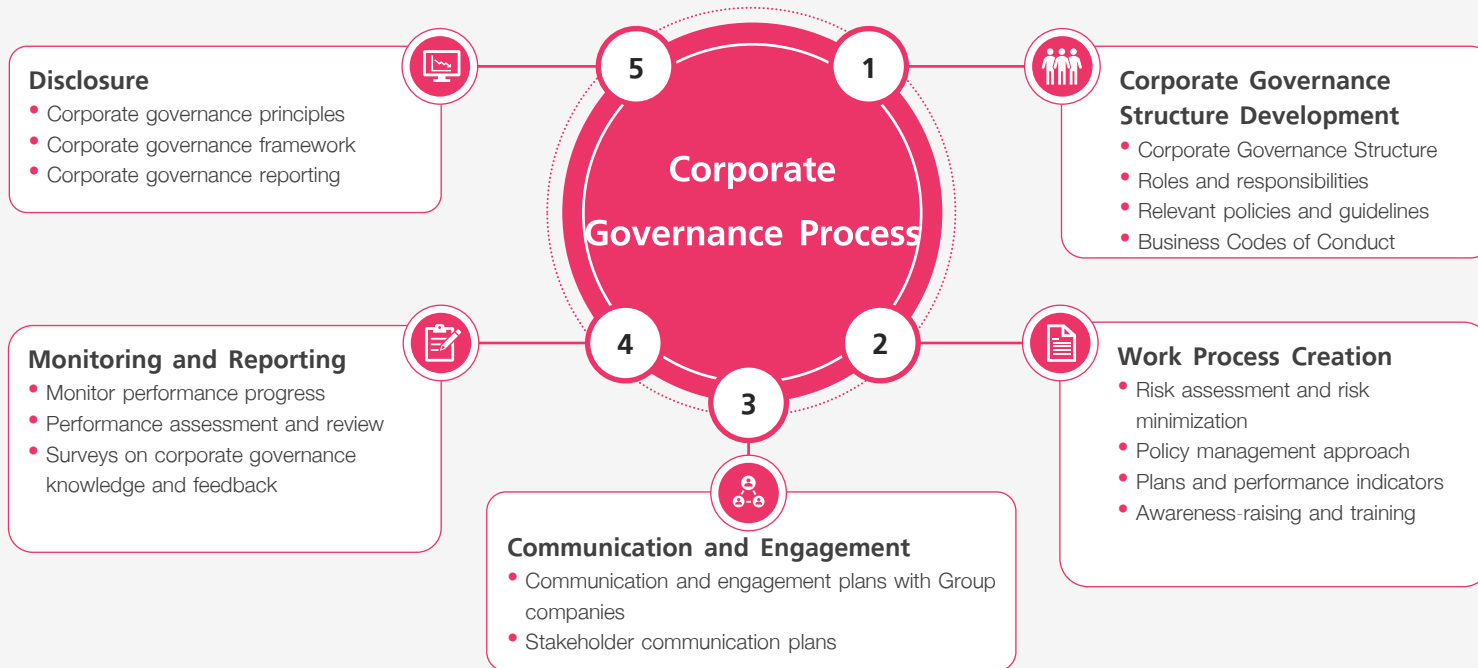 Corporate
Governance Process
1
Corporate Governance
Structure Development
• Corporate Governance Structure
• Roles and responsibilities
• Relevant policies and guidelines
• Business Codes of Conduct
2
Work Process Creation
• Risk assessment and risk
minimization
• Policy management approach
• Plans and performance indicators
• Awareness-raising and training
3
Communication and Engagement
• Communication and engagement plans with Group
companies
• Stakeholder communication plans
4
Monitoring and Reporting
• Monitor performance progress
• Performance assessment and review
• Surveys on corporate governance
knowledge and feedback
5
Disclosure
• Corporate governance principles
• Corporate governance framework
• Corporate governance reporting